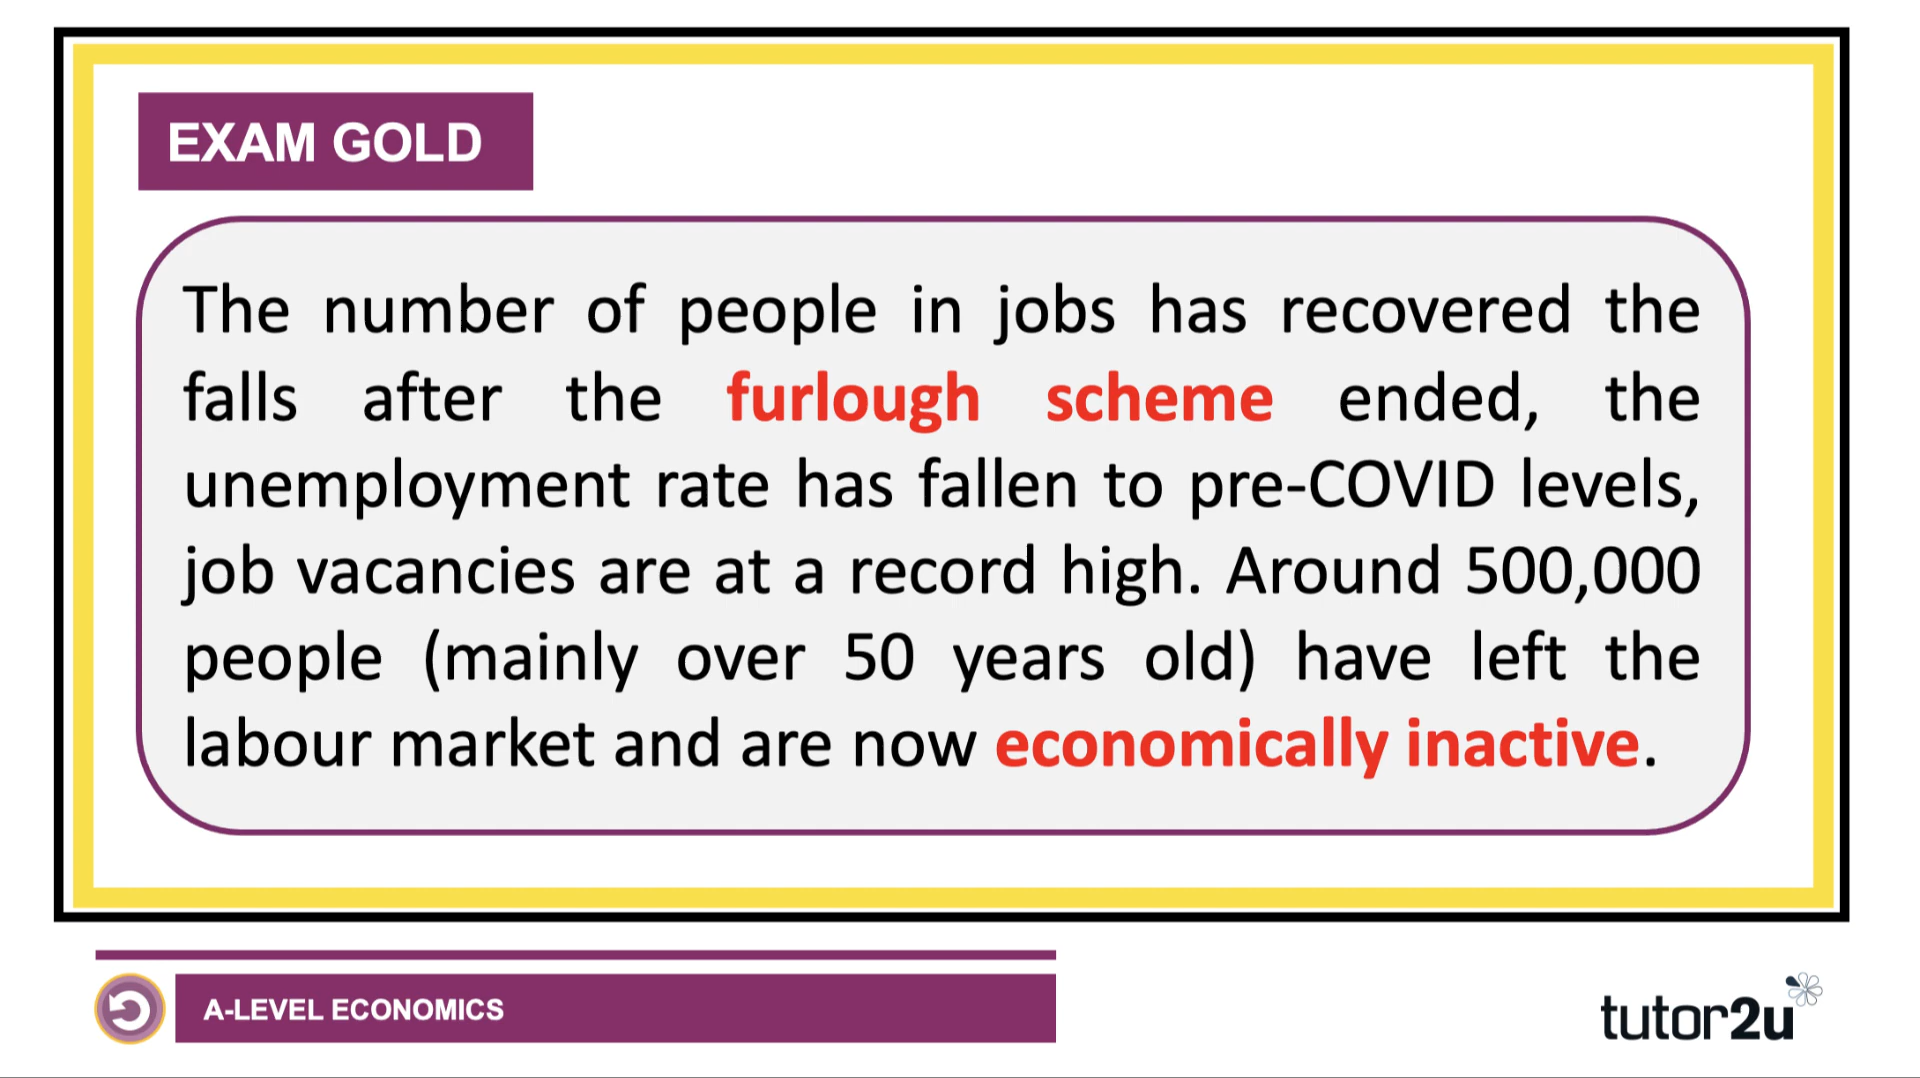 EXAM GOLD
The number of people in jobs has recovered the
falls after the furlough scheme ended, the
unemployment rate has fallen to pre-COVID levels,
job vacancies are at a record high. Around 500,000
people (mainly over 50 years old) have left the
labour market and are now economically inactive.
A-LEVEL ECONOMICS
tutor2u